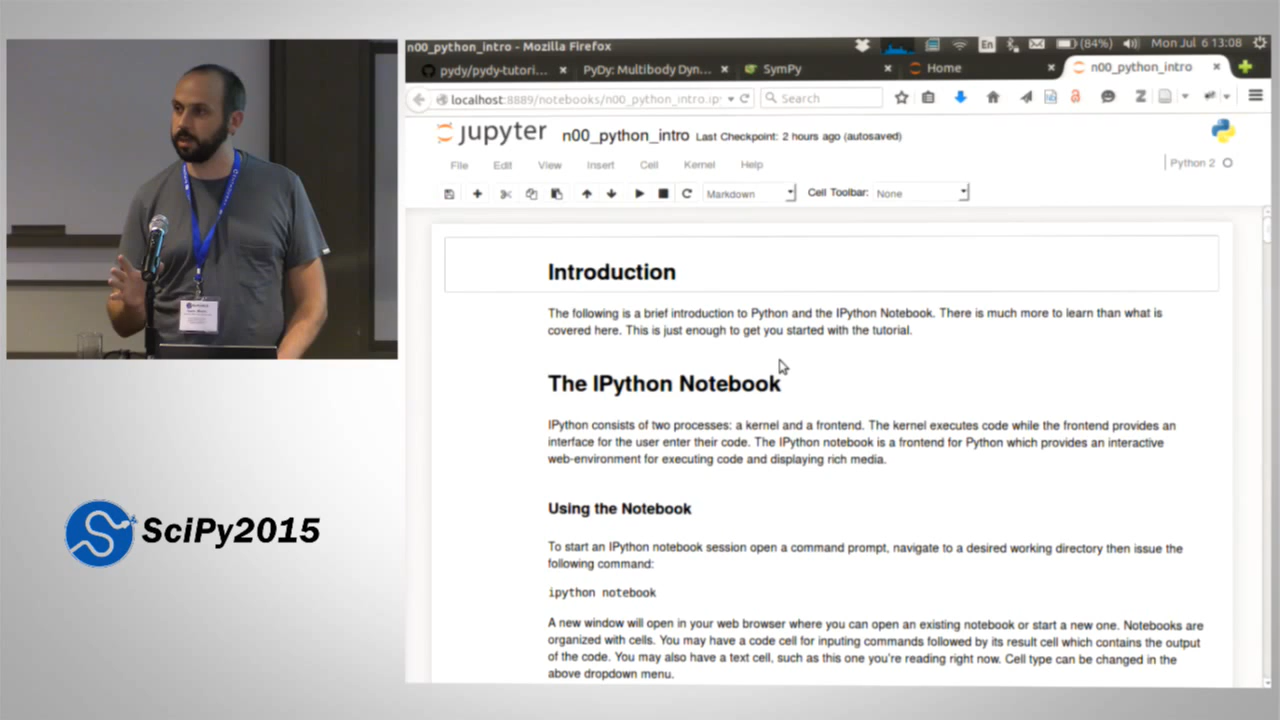 n00_python_intro - Mozilla Firefox
En
(84%)
Mon Jul 6 13:08
pydy/pydy-tutori...
PyDy: Multibody Dyn...
SymPy
Home
n00_python_intro
localhost:8889/notebooks/n00_python_intro.ip
Search
jupyter
n00_python_intro
Last Checkpoint: 2 hours ago (autosaved)
File
Edit
View
Insert
Cell
Kernel
Help
Python 2
Markdown
Cell Toolbar:
None
Introduction
The following is a brief introduction to Python and the IPython Notebook. There is much more to learn than what is
covered here. This is just enough to get you started with the tutorial.
The IPython Notebook
IPython consists of two processes: a kernel and a frontend. The kernel executes code while the frontend provides an
interface for the user enter their code. The IPython notebook is a frontend for Python which provides an interactive
web-environment for executing code and displaying rich media.
Using the Notebook
To start an IPython notebook session open a command prompt, navigate to a desired working directory then issue the
following command:
ipython notebook
A new window will open in your web browser where you can open an existing notebook or start a new one. Notebooks are
organized with cells. You may have a code cell for inputing commands followed by its result cell which contains the output
of the code. You may also have a text cell, such as this one you're reading right now. Cell type can be changed in the
above dropdown menu.
SciPy2015